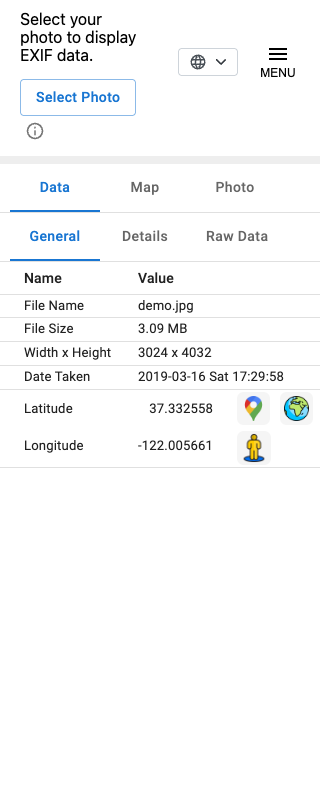 Select your
photo to display
EXIF data.
Select Photo
MENU
Data Map Photo
General Details Raw Data
Name Value
File Name demo.jpg
File Size 3.09 MB
Width x Height 3024 x 4032
Date Taken 2019-03-16 Sat 17:29:58
Latitude 37.332558
Longitude -122.005661